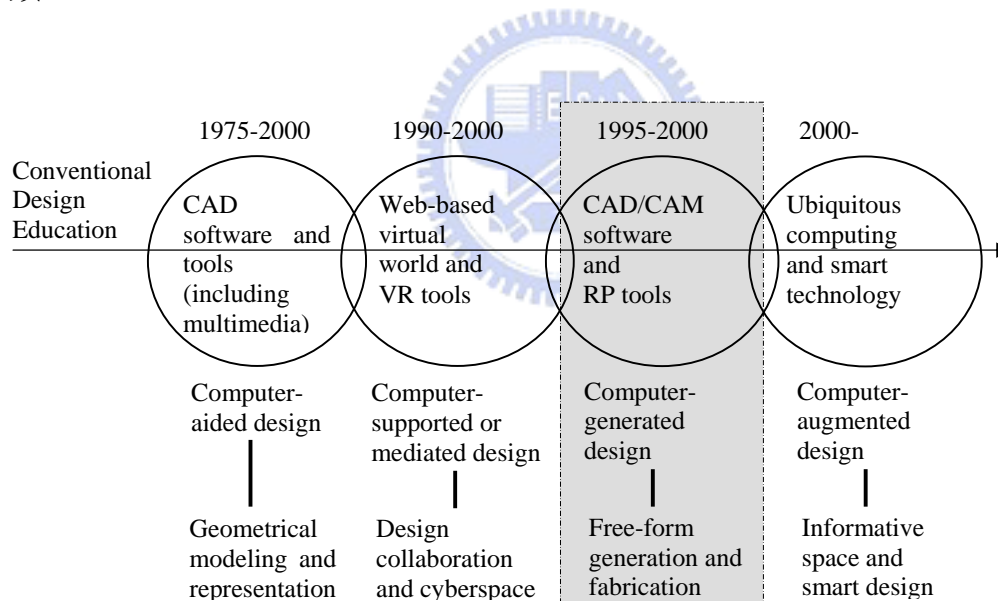 1975-2000
1990-2000
1995-2000
2000-
Conventional
Design
Education
CAD
software and
tools
(including
multimedia)
Web-based
virtual
world and
VR tools
CAD/CAM
software
and
RP tools
Ubiquitous
computing
and smart
technology
Computer-
aided design
Computer-
supported or
mediated design
Computer-
generated
design
Computer-
augmented
design
Geometrical
modeling and
representation
Design
collaboration
and cyberspace
Free-form
generation and
fabrication
Informative
space and
smart design